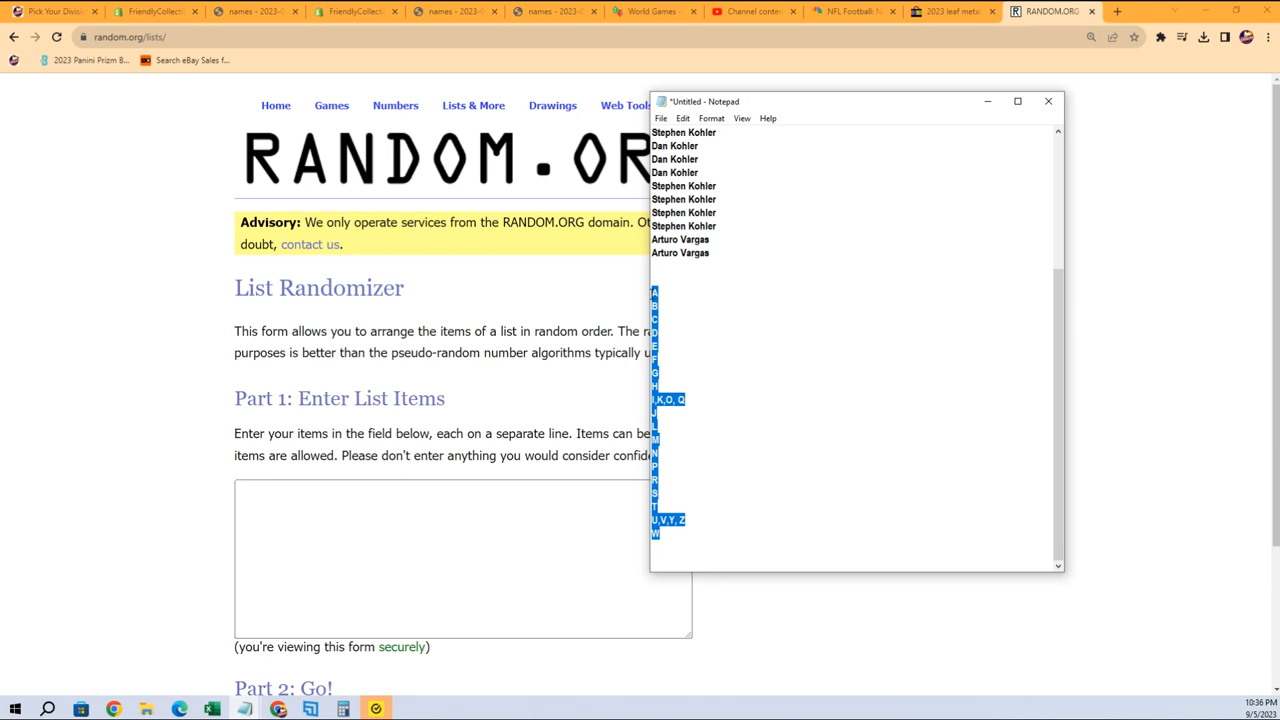 Pick Your Divisi
FriendlyCollecti
names - 2023-0
FriendlyCollecti
names - 2023-
names - 2023-
World Games -
Channel conten
NFL Football: N
2023 leaf metal
RANDOM.ORG
random.org/lists/
2023 Panini Prizm B...
Search eBay Sales f...
Home
Games
Numbers
Lists & More
Drawings
Web Tools
RANDOM.OR
Advisory: We only operate services from the RANDOM.ORG domain. Ot
doubt, contact us.
List Randomizer
This form allows you to arrange the items of a list in random order. The ra
purposes is better than the pseudo-random number algorithms typically u
Part 1: Enter List Items
Enter your items in the field below, each on a separate line. Items can be
items are allowed. Please don't enter anything you would consider confide
(you're viewing this form securely)
Part 2: Go!
*Untitled - Notepad
File Edit Format View Help
Stephen Kohler
Dan Kohler
Dan Kohler
Dan Kohler
Stephen Kohler
Stephen Kohler
Stephen Kohler
Stephen Kohler
Arturo Vargas
Arturo Vargas
A
B
C
D
E
F
G
H
I,K,O, Q
J
L
M
N
P
R
S
T
U,V,Y, Z
W
10:36 PM
9/5/2023